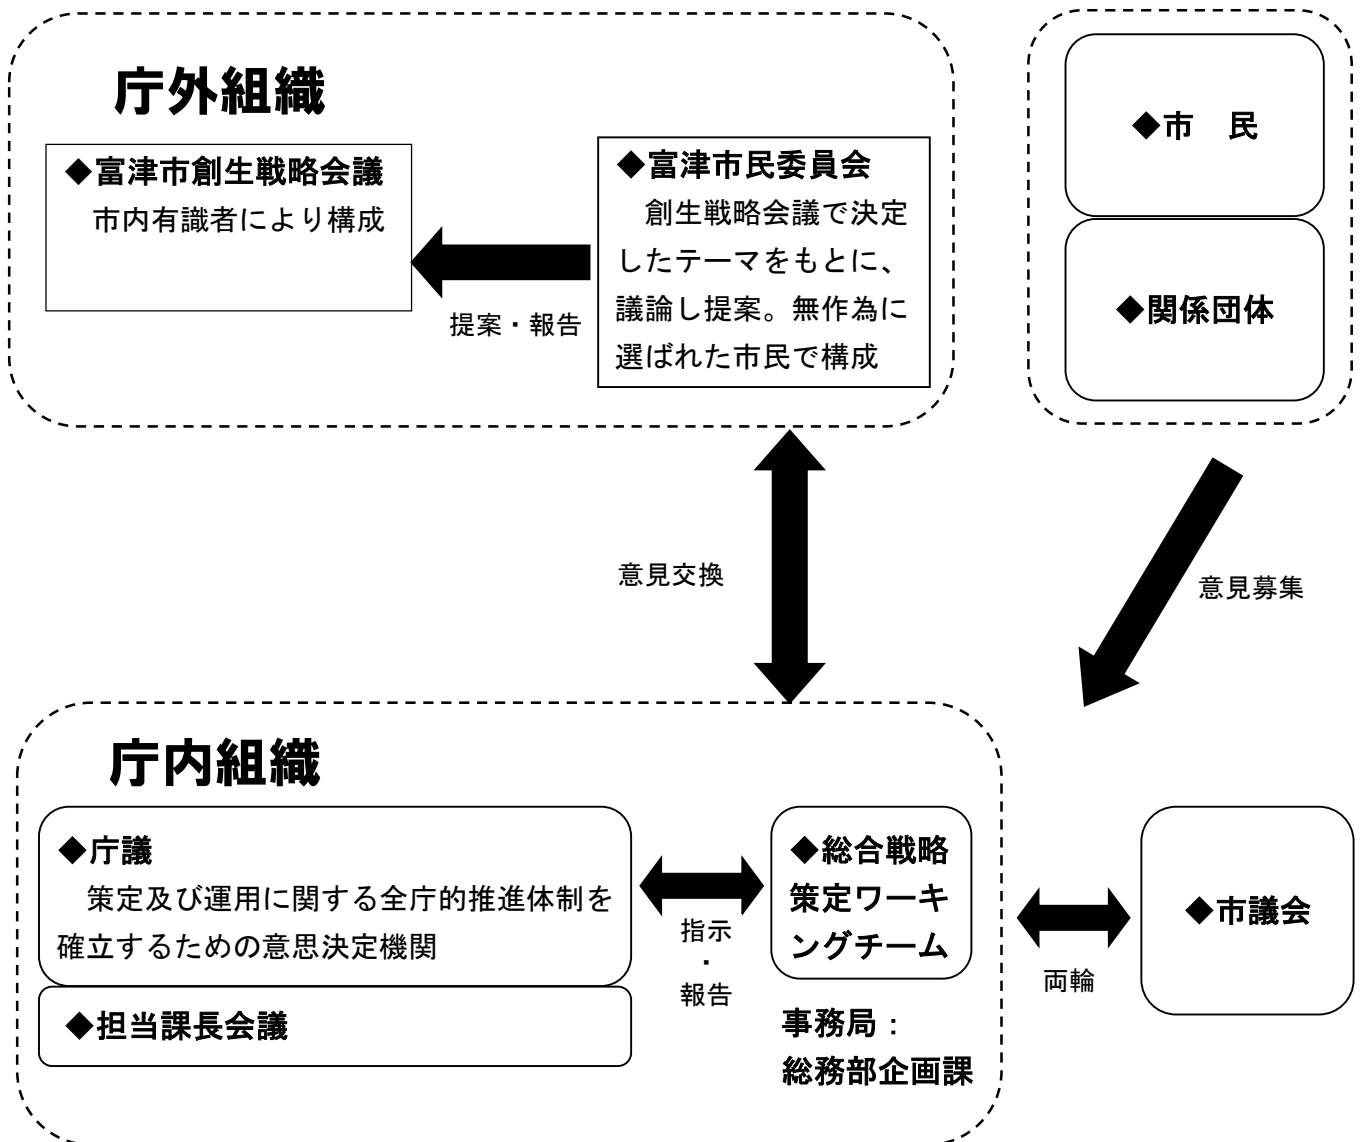 庁外組織
◆富津市創生戦略会議
市内有識者により構成
提案・報告
◆富津市民委員会
創生戦略会議で決定
したテーマをもとに、
議論し提案。無作為に
選ばれた市民で構成
◆市　民
◆関係団体
意見交換
意見募集
庁内組織
◆庁議
策定及び運用に関する全庁的推進体制を
確立するための意思決定機関
◆担当課長会議
指示
・
報告
◆総合戦略
策定ワーキ
ングチーム
事務局：
総務部企画課
両輪
◆市議会